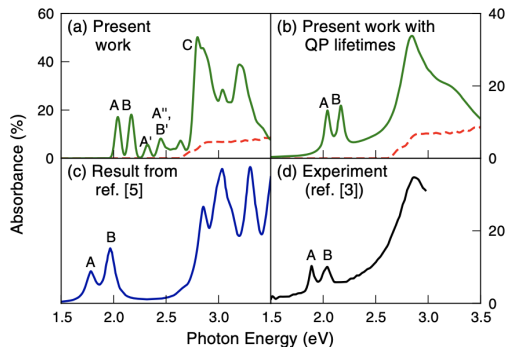 (a) Present
work
C
A B
A'
A'',
B'
60
40
20
0
(b) Present work with
QP lifetimes
A B
40
20
0
(c) Result from
ref. [5]
A
B
(d) Experiment
(ref. [3])
A B
20
0
Absorbance (%)
1.5 2.0 2.5 3.0 2.0 2.5 3.0 3.5
Photon Energy (eV)